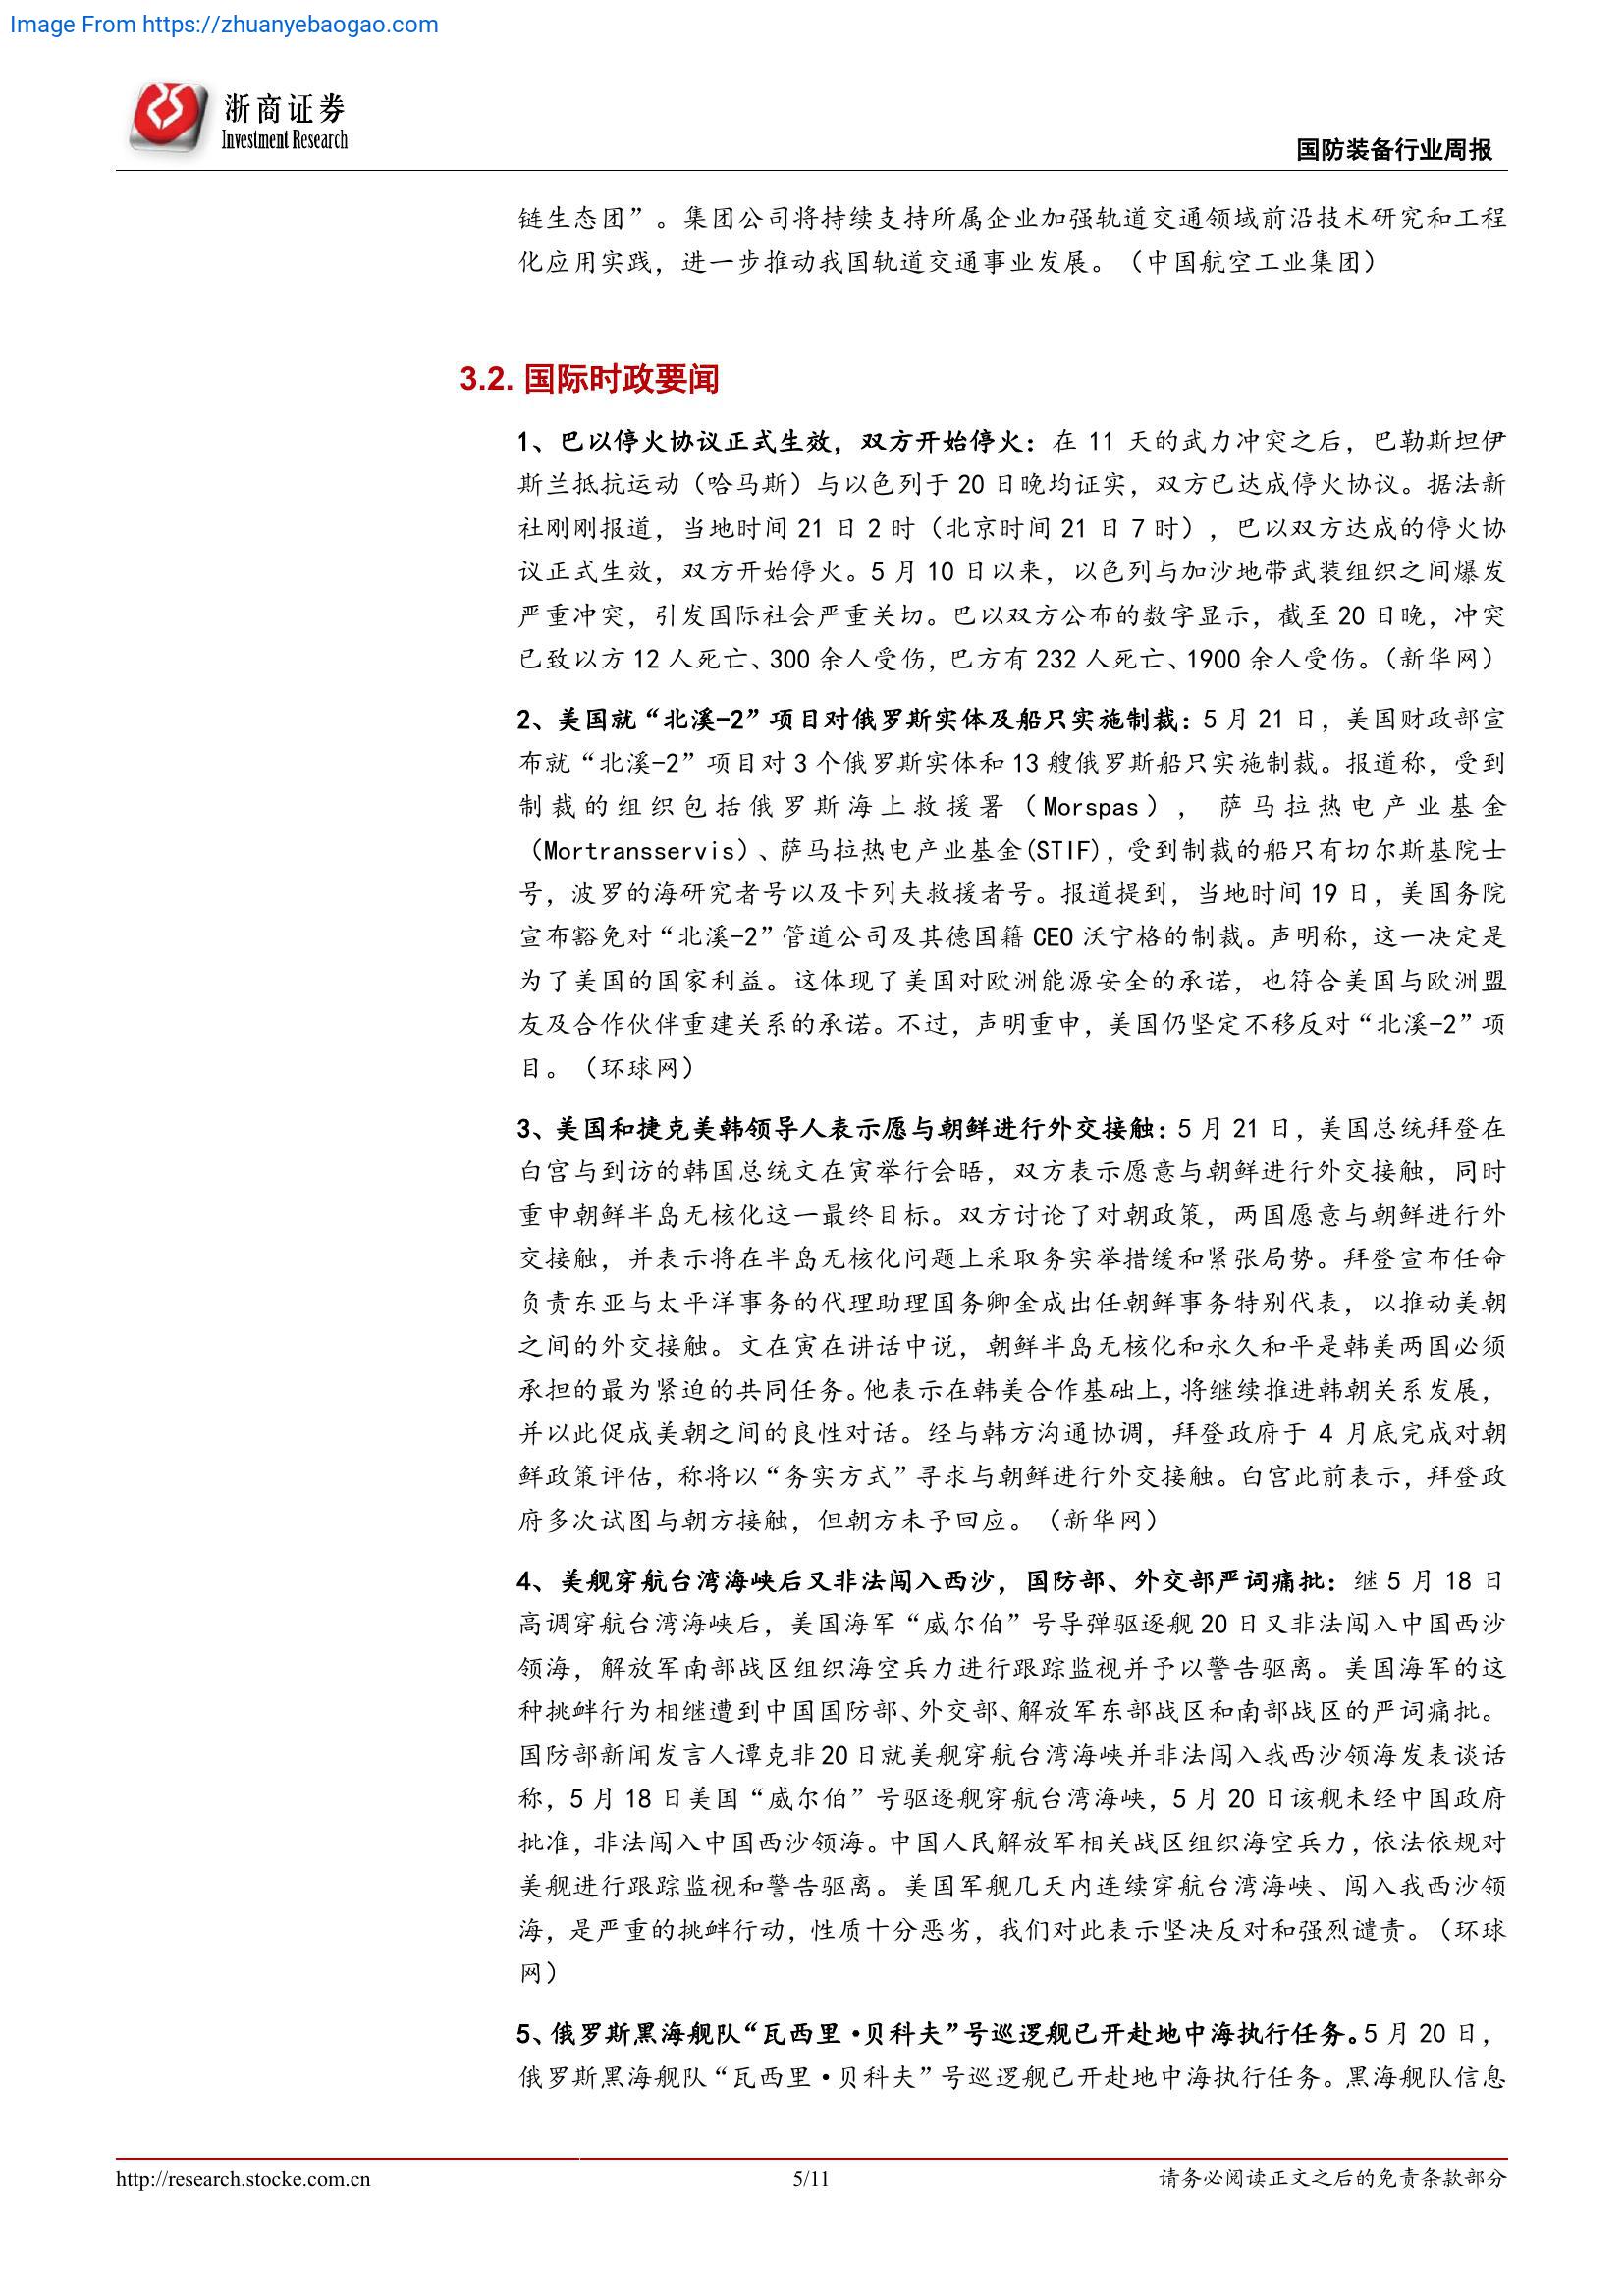 Image From https://zhuanyebaogao.com
浙商证券
Investment Research
国防装备行业周报
链生态团”。集团公司将持续支持所属企业加强轨道交通领域前沿技术研究和工程
化应用实践，进一步推动我国轨道交通事业发展。（中国航空工业集团）
3.2. 国际时政要闻
1、巴以停火协议正式生效，双方开始停火：在 11 天的武力冲突之后，巴勒斯坦伊
斯兰抵抗运动（哈马斯）与以色列于 20 日晚均证实，双方已达成停火协议。据法新
社刚刚报道，当地时间 21 日 2 时（北京时间 21 日 7 时），巴以双方达成的停火协
议正式生效，双方开始停火。5 月 10 日以来，以色列与加沙地带武装组织之间爆发
严重冲突，引发国际社会严重关切。巴以双方公布的数字显示，截至 20 日晚，冲突
已致以方 12 人死亡、300 余人受伤，巴方有 232 人死亡、1900 余人受伤。（新华网）
2、美国就“北溪-2”项目对俄罗斯实体及船只实施制裁：5 月 21 日，美国财政部宣
布就“北溪-2”项目对 3 个俄罗斯实体和 13 艘俄罗斯船只实施制裁。报道称，受到
制裁的组织包括俄罗斯海上救援署（Morspas）， 萨马拉热电产业基金
（Mortransservis）、萨马拉热电产业基金(STIF)，受到制裁的船只有切尔斯基院士
号，波罗的海研究者号以及卡列夫救援者号。报道提到，当地时间 19 日，美国务院
宣布豁免对“北溪-2”管道公司及其德国籍 CEO 沃宁格的制裁。声明称，这一决定是
为了美国的国家利益。这体现了美国对欧洲能源安全的承诺，也符合美国与欧洲盟
友及合作伙伴重建关系的承诺。不过，声明重申，美国仍坚定不移反对“北溪-2”项
目。（环球网）
3、美国和捷克美韩领导人表示愿与朝鲜进行外交接触：5 月 21 日，美国总统拜登在
白宫与到访的韩国总统文在寅举行会晤，双方表示愿意与朝鲜进行外交接触，同时
重申朝鲜半岛无核化这一最终目标。双方讨论了对朝政策，两国愿意与朝鲜进行外
交接触，并表示将在半岛无核化问题上采取务实举措缓和紧张局势。拜登宣布任命
负责东亚与太平洋事务的代理助理国务卿金成出任朝鲜事务特别代表，以推动美朝
之间的外交接触。文在寅在讲话中说，朝鲜半岛无核化和永久和平是韩美两国必须
承担的最为紧迫的共同任务。他表示在韩美合作基础上，将继续推进韩朝关系发展，
并以此促成美朝之间的良性对话。经与韩方沟通协调，拜登政府于 4 月底完成对朝
鲜政策评估，称将以“务实方式”寻求与朝鲜进行外交接触。白宫此前表示，拜登政
府多次试图与朝方接触，但朝方未予回应。（新华网）
4、美舰穿航台湾海峡后又非法闯入西沙，国防部、外交部严词痛批：继 5 月 18 日
高调穿航台湾海峡后，美国海军“威尔伯”号导弹驱逐舰 20 日又非法闯入中国西沙
领海，解放军南部战区组织海空兵力进行跟踪监视并予以警告驱离。美国海军的这
种挑衅行为相继遭到中国国防部、外交部、解放军东部战区和南部战区的严词痛批。
国防部新闻发言人谭克非 20 日就美舰穿航台湾海峡并非法闯入我西沙领海发表谈话
称，5 月 18 日美国“威尔伯”号驱逐舰穿航台湾海峡，5 月 20 日该舰未经中国政府
批准，非法闯入中国西沙领海。中国人民解放军相关战区组织海空兵力，依法依规对
美舰进行跟踪监视和警告驱离。美国军舰几天内连续穿航台湾海峡、闯入我西沙领
海，是严重的挑衅行动，性质十分恶劣，我们对此表示坚决反对和强烈谴责。（环球
网）
5、俄罗斯黑海舰队“瓦西里·贝科夫”号巡逻舰已开赴地中海执行任务。5 月 20 日，
俄罗斯黑海舰队“瓦西里·贝科夫”号巡逻舰已开赴地中海执行任务。黑海舰队信息
http://research.stocke.com.cn
5/11
请务必阅读正文之后的免责条款部分